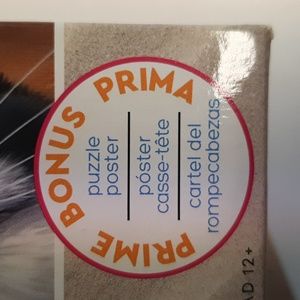 BONUS PRIMA
PRIME
puzzle
poster
póster
casse-tête
cartel del
rompecabezas
AD 12+